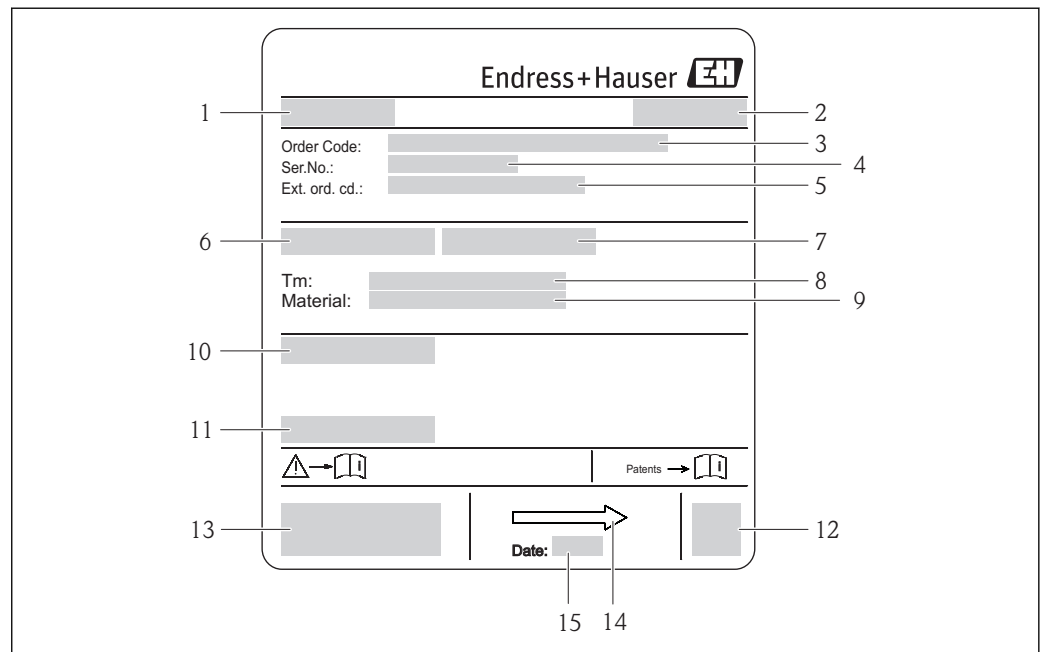 Endress+Hauser EH
1 2
Order Code: 3
Ser.No.: 4
Ext. ord. cd.: 5
6 7
Tm: 8
Material: 9
10
11
Patents
13 12
Date:
15 14